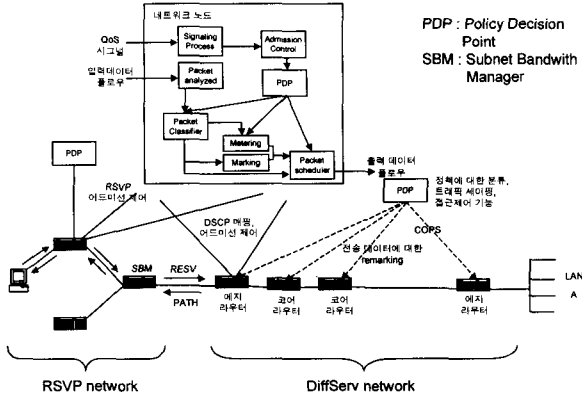 네트워크 노드
QoS
시그널
Signaling
Process
Admission
Control
입력데이터
플로우
Packet
analyzed
PDP
Packet
Classifier
Metering
Marking
Packet
scheduler
출력 데이터
플로우
PDP : Policy Decision
Point
SBM : Subnet Bandwith
Manager
PDP
RSVP
어드미션 제어
DSCP 매핑,
어드미션 제어
PDP
정책에 대한 분류,
트래픽 셰이핑,
접근제어 기능
COPS
전송 데이터에 대한
remarking
SBM
RESV
PATH
에지
라우터
코어
라우터
코어
라우터
에지
라우터
LAN
A
RSVP network
DiffServ network